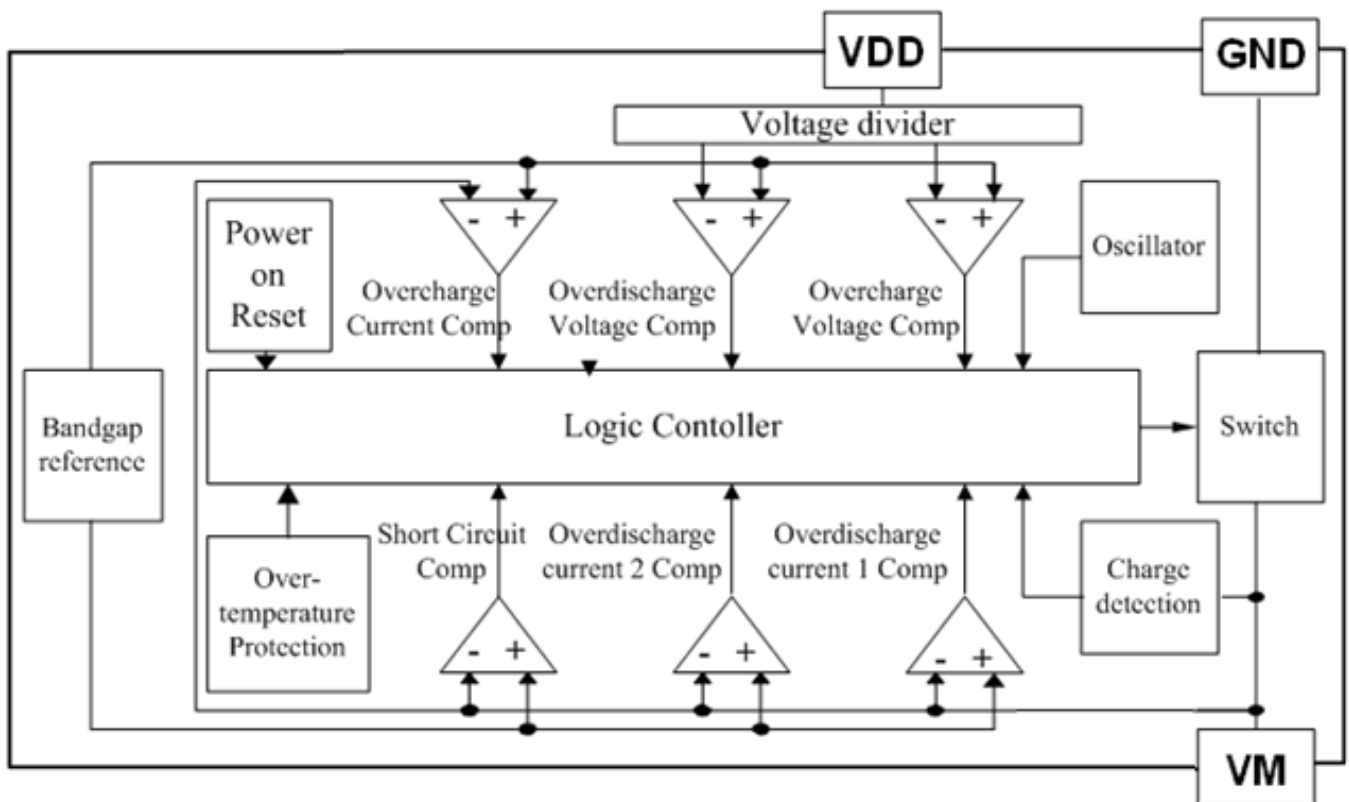 VDD
GND
Voltage divider
- +
- +
- +
Power
on
Reset
Oscillator
Overcharge
Current Comp
Overdischarge
Voltage Comp
Overcharge
Voltage Comp
Bandgap
reference
Logic Contoller
Switch
Short Circuit
Comp
Overdischarge
current 2 Comp
Overdischarge
current 1 Comp
Over-
temperature
Protection
Charge
detection
- +
- +
- +
VM